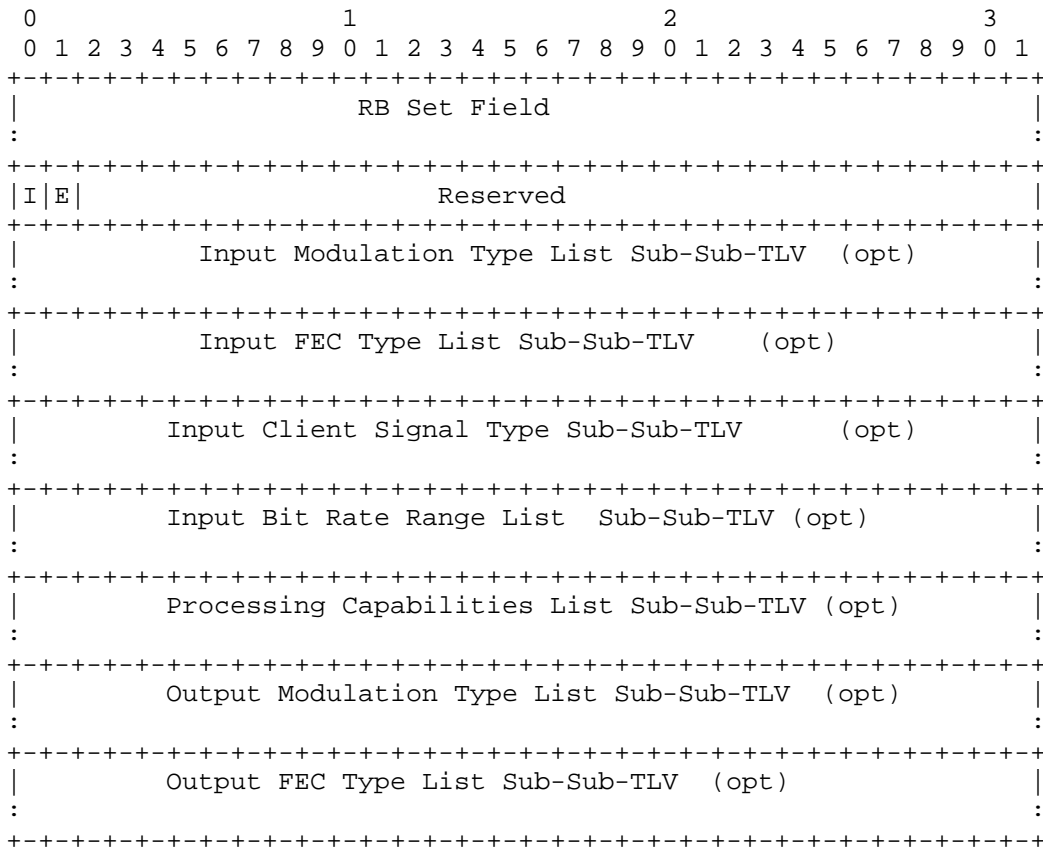 0                   1                   2                   3
 0 1 2 3 4 5 6 7 8 9 0 1 2 3 4 5 6 7 8 9 0 1 2 3 4 5 6 7 8 9 0 1
+-+-+-+-+-+-+-+-+-+-+-+-+-+-+-+-+-+-+-+-+-+-+-+-+-+-+-+-+-+-+-+-+
|                     RB Set Field                              |
:                                                               :
+-+-+-+-+-+-+-+-+-+-+-+-+-+-+-+-+-+-+-+-+-+-+-+-+-+-+-+-+-+-+-+-+
|I|E|                      Reserved                             |
+-+-+-+-+-+-+-+-+-+-+-+-+-+-+-+-+-+-+-+-+-+-+-+-+-+-+-+-+-+-+-+-+
|           Input Modulation Type List Sub-Sub-TLV  (opt)       |
:                                                               :
+-+-+-+-+-+-+-+-+-+-+-+-+-+-+-+-+-+-+-+-+-+-+-+-+-+-+-+-+-+-+-+-+
|           Input FEC Type List Sub-Sub-TLV    (opt)            |
:                                                               :
+-+-+-+-+-+-+-+-+-+-+-+-+-+-+-+-+-+-+-+-+-+-+-+-+-+-+-+-+-+-+-+-+
|         Input Client Signal Type Sub-Sub-TLV      (opt)       |
:                                                               :
+-+-+-+-+-+-+-+-+-+-+-+-+-+-+-+-+-+-+-+-+-+-+-+-+-+-+-+-+-+-+-+-+
|         Input Bit Rate Range List  Sub-Sub-TLV (opt)          |
:                                                               :
+-+-+-+-+-+-+-+-+-+-+-+-+-+-+-+-+-+-+-+-+-+-+-+-+-+-+-+-+-+-+-+-+
|         Processing Capabilities List Sub-Sub-TLV (opt)        |
:                                                               :
+-+-+-+-+-+-+-+-+-+-+-+-+-+-+-+-+-+-+-+-+-+-+-+-+-+-+-+-+-+-+-+-+
|         Output Modulation Type List Sub-Sub-TLV  (opt)        |
:                                                               :
+-+-+-+-+-+-+-+-+-+-+-+-+-+-+-+-+-+-+-+-+-+-+-+-+-+-+-+-+-+-+-+-+
|         Output FEC Type List Sub-Sub-TLV  (opt)               |
:                                                               :
+-+-+-+-+-+-+-+-+-+-+-+-+-+-+-+-+-+-+-+-+-+-+-+-+-+-+-+-+-+-+-+-+